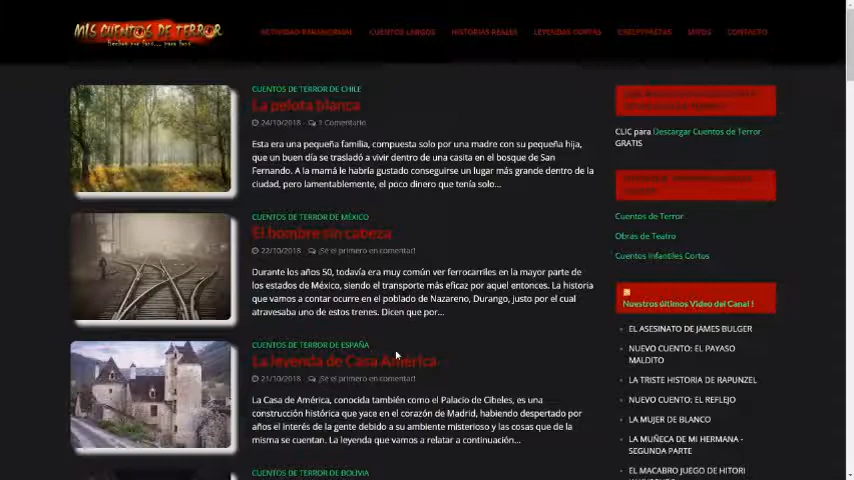 MIS CUENTOS DE TERROR
ACTIVIDAD PARANORMAL CUENTOS LARGOS HISTORIAS REALES LEYENDAS CORTAS CREEPYPASTAS MITOS CONTACTO
CUENTOS DE TERROR DE CHILE
La pelota blanca
24/10/2018 - 1 Comentario
Esta era una pequeña familia, compuesta solo por una madre con su pequeña hija,
que un buen día se trasladó a vivir dentro de una casita en el bosque de San
Fernando. A la mamá le habría gustado conseguirse un lugar más grande dentro de la
ciudad, pero lamentablemente, el poco dinero que tenía solo...
CUENTOS DE TERROR DE MÉXICO
El hombre sin cabeza
22/10/2018 - ¡Sé el primero en comentar!
Durante los años 50, todavía era muy común ver ferrocarriles en la mayor parte de
los estados de México, siendo el transporte más eficaz por aquel entonces. La historia
que vamos a contar ocurre en el poblado de Nazareno, Durango, justo por el cual
atravesaba uno de estos trenes. Dicen que por...
CUENTOS DE TERROR DE ESPAÑA
La leyenda de Casa América
21/10/2018 - ¡Sé el primero en comentar!
La Casa de América, conocida también como el Palacio de Cibeles, es una
construcción histórica que yace en el corazón de Madrid, habiendo despertado por
años el interés de la gente debido a su ambiente misterioso y las cosas que de la
misma se cuentan. La leyenda que vamos a relatar a continuación...
CUENTOS DE TERROR DE BOLIVIA
CLIC para Descargar Cuentos de Terror
GRATIS
Cuentos de Terror
Obras de Teatro
Cuentos Infantiles Cortos
Nuestros últimos Video del Canal !
EL ASESINATO DE JAMES BULGER
NUEVO CUENTO: EL PAYASO
MALDITO
LA TRISTE HISTORIA DE RAPUNZEL
NUEVO CUENTO: EL REFLEJO
LA MUJER DE BLANCO
LA MUÑECA DE MI HERMANA -
SEGUNDA PARTE
EL MACABRO JUEGO DE HITORI